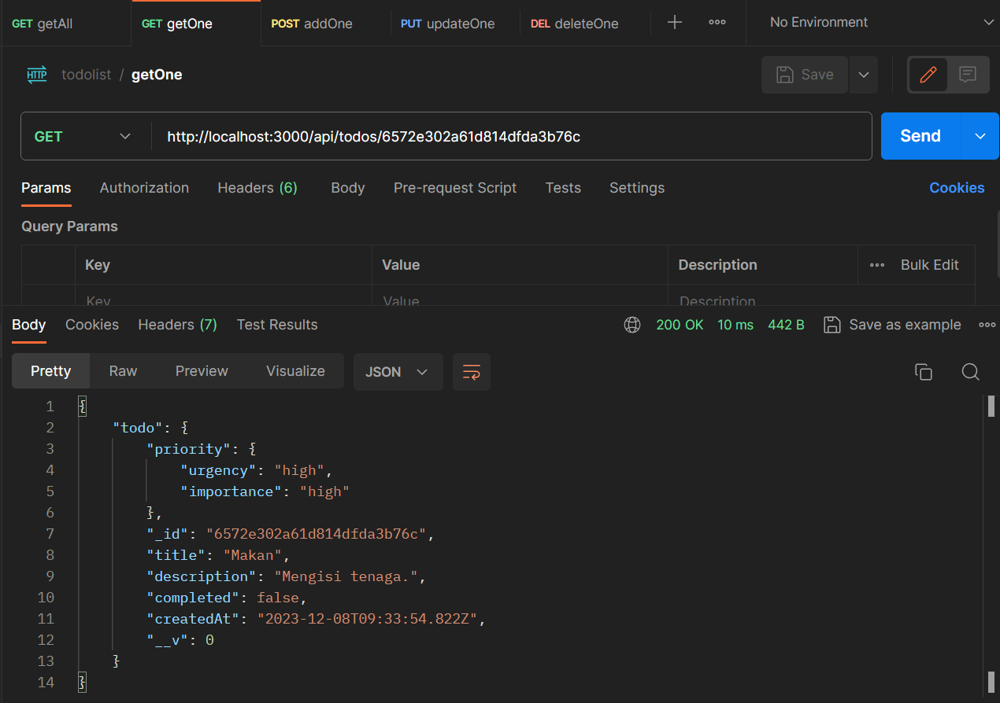 GET getAll GET getOne POST addOne PUT updateOne DEL deleteOne No Environment
HTTP todolist / getOne Save
GET http://localhost:3000/api/todos/6572e302a61d814dfda3b76c Send
Params Authorization Headers (6) Body Pre-request Script Tests Settings Cookies
Query Params
Key Value Description Bulk Edit
Key Value Description
Body Cookies Headers (7) Test Results 200 OK 10 ms 442 B Save as example
Pretty Raw Preview Visualize JSON
1 {
2 "todo": {
3 "priority": {
4 "urgency": "high",
5 "importance": "high"
6 },
7 "_id": "6572e302a61d814dfda3b76c",
8 "title": "Makan",
9 "description": "Mengisi tenaga.",
10 "completed": false,
11 "createdAt": "2023-12-08T09:33:54.822Z",
12 "__v": 0
13 }
14 }